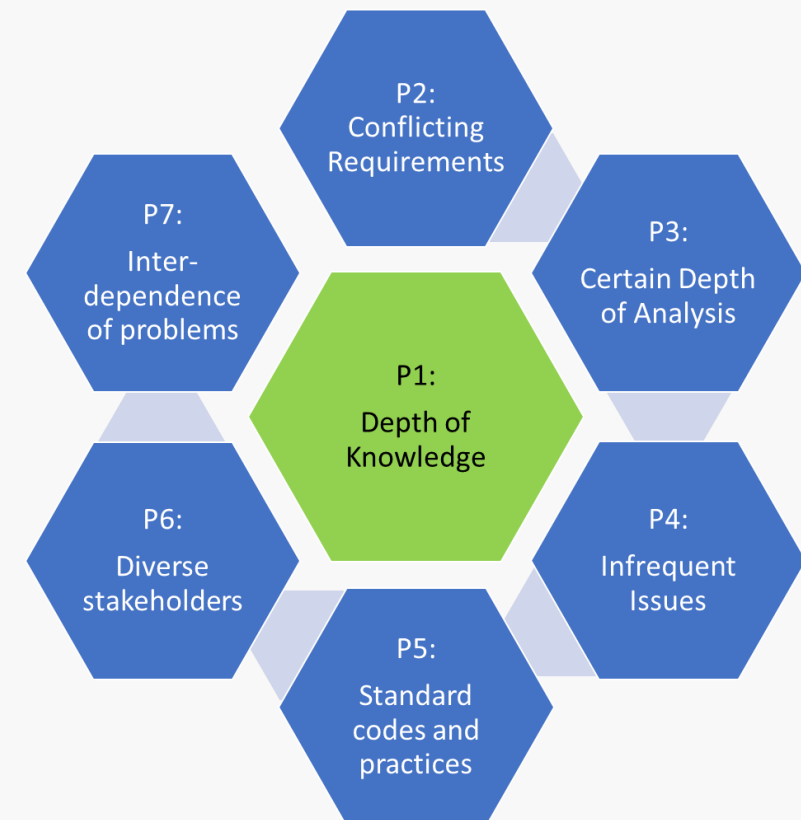 P2:
Conflicting
Requirements
P3:
Certain Depth
of Analysis
P4:
Infrequent
Issues
P5:
Standard
codes and
practices
P6:
Diverse
stakeholders
P7:
Inter-
dependence
of problems
P1:
Depth of
Knowledge